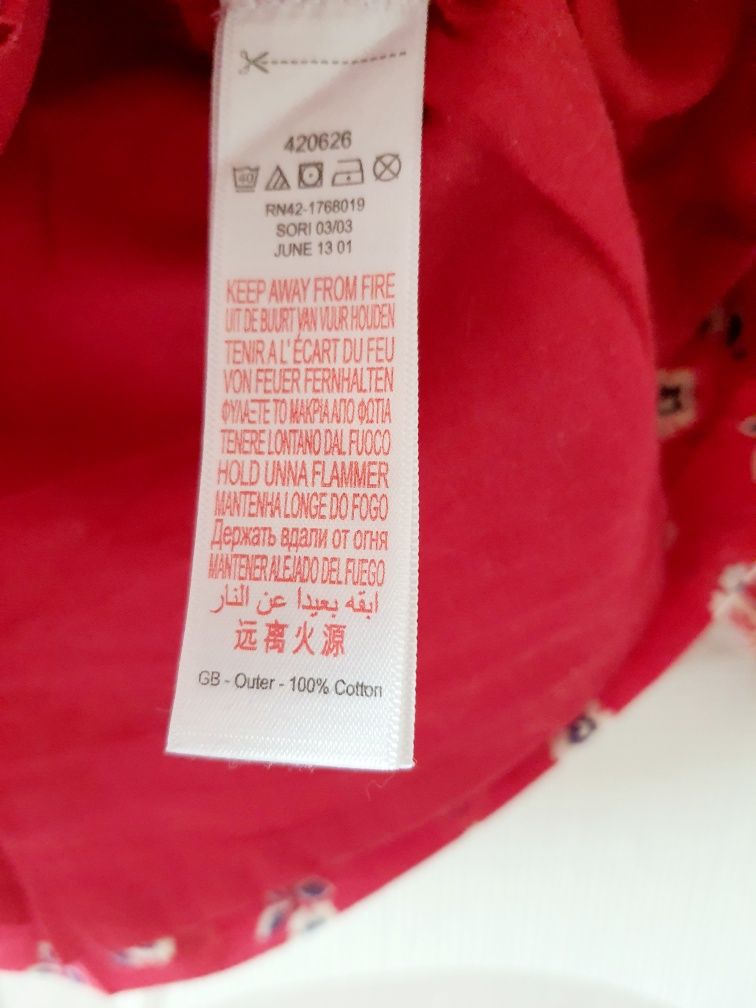 420626
40
RN42-1768019
SORI 03/03
JUNE 13 01
KEEP AWAY FROM FIRE
UIT DE BUURT VAN VUUR HOUDEN
TENIR A L'ÉCART DU FEU
VON FEUER FERNHALTEN
ΦΥΛΑΞΤΕ ΤΟ ΜΑΚΡΙΑ ΑΠΟ ΦΩΤΙΑ
TENERE LONTANO DAL FUOCO
HOLD UNNA FLAMMER
MANTENHA LONGE DO FOGO
Держать вдали от огня
MANTENER ALEJADO DEL FUEGO
ابقه بعيدا عن النار
远离火源
GB - Outer - 100% Cotton